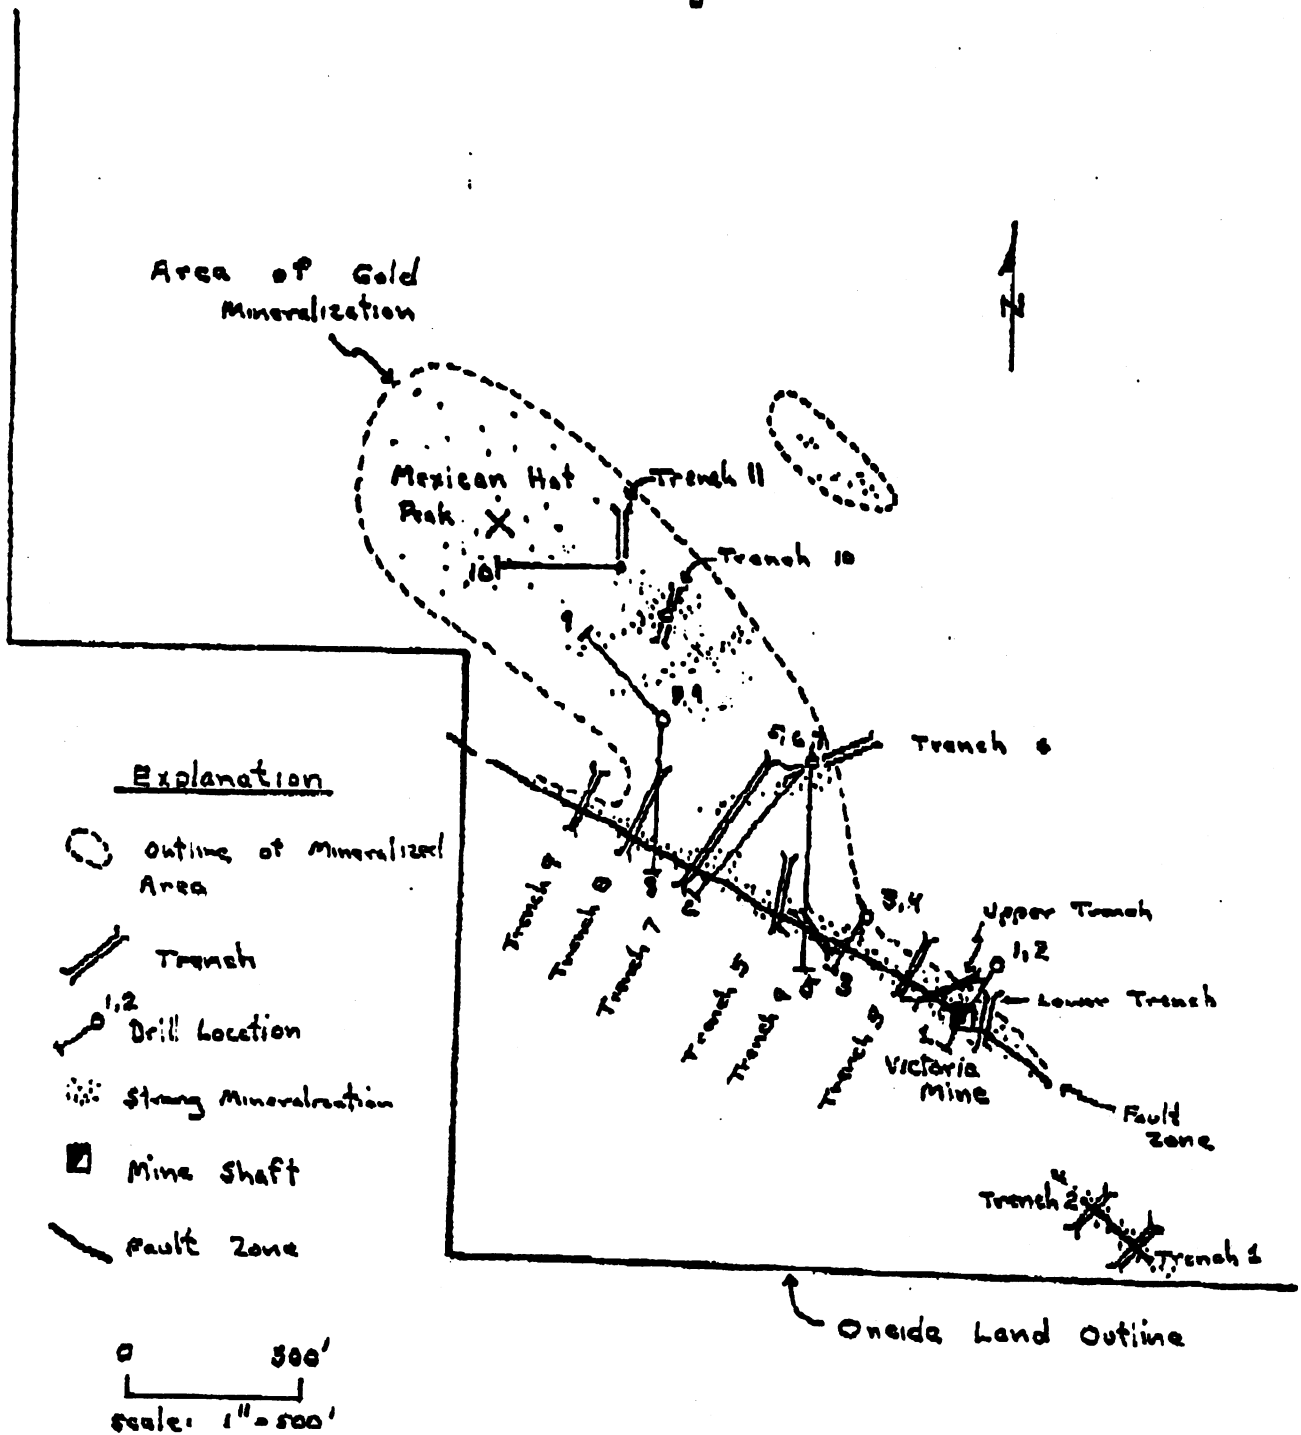 Area of Gold
Mineralization
N
Mexican Hat
Peak
Trench 11
10
Trench 10
9
8,9
5,6,7
Trench 6
Explanation
Outline of Mineralized
Area
Trench
1,2
Drill Location
Strong Mineralization
Mine Shaft
Fault Zone
Trench 9
Trench 8
8
Trench 7
6
Trench 5
Trench 4
3
3,4
Trench 3
Upper Trench
1,2
Lower Trench
1
Victoria
Mine
Fault
Zone
Trench 2
Trench 1
Oneida Land Outline
0 500'
Scale: 1" = 500'